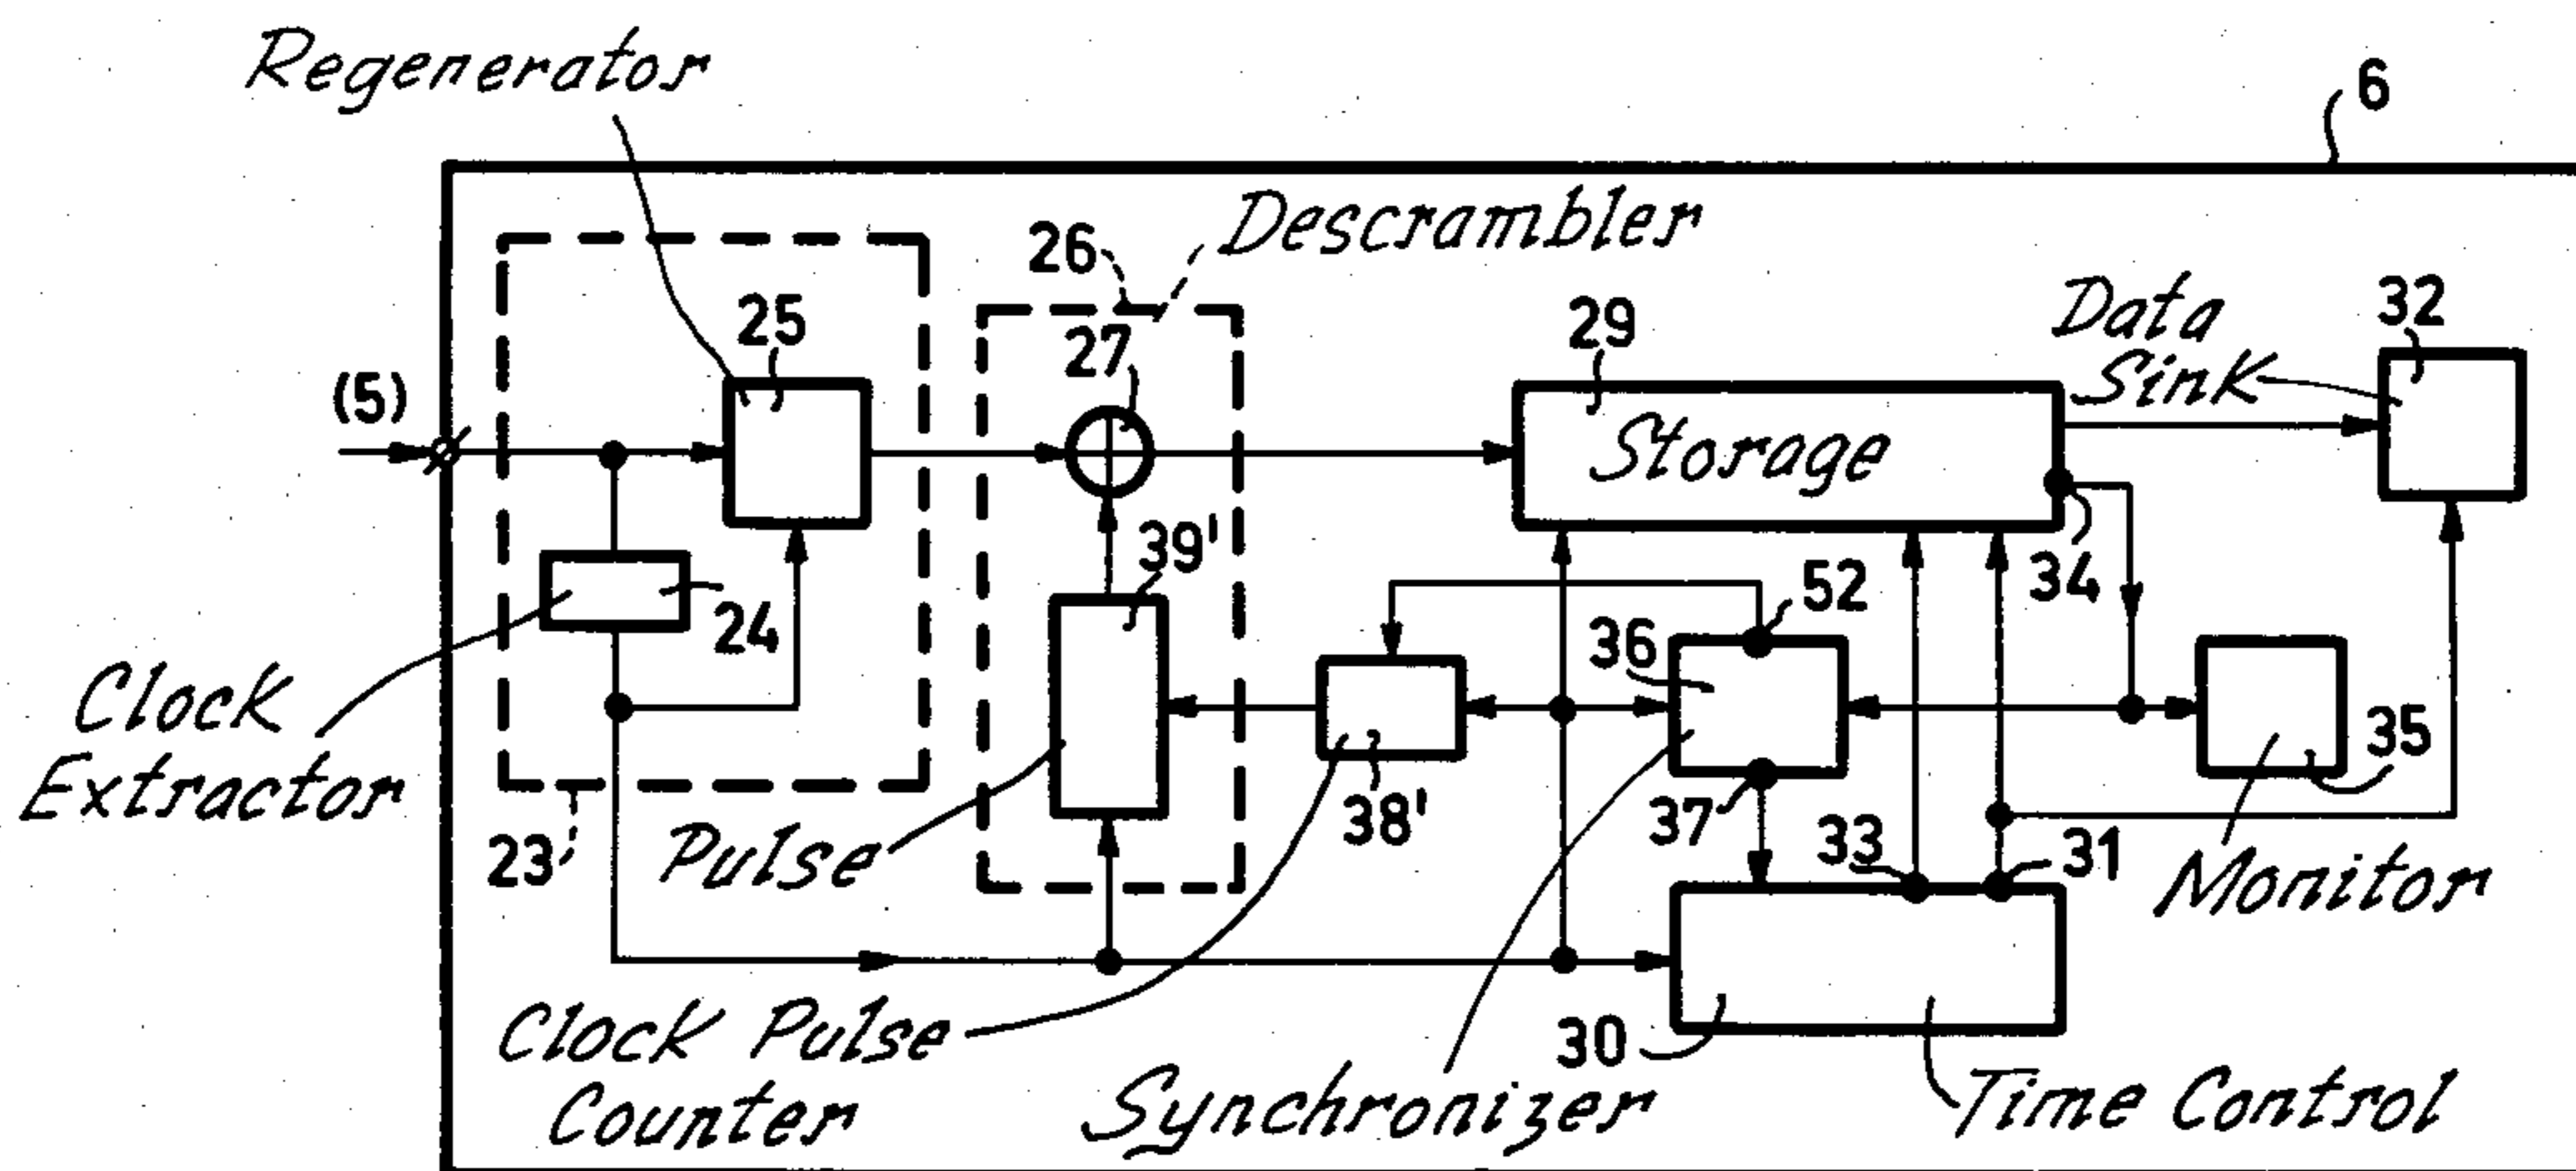 Regenerator
6
Descrambler
26
25
27
29
Data
Sink
32
(5)
Storage
39'
34
24
52
36
Clock
Extractor
35
38'
37
33
31
23
Pulse
Monitor
Clock Pulse
Counter
30
Synchronizer
Time Control